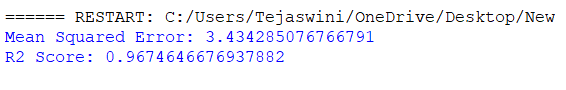 ====== RESTART: C:/Users/Tejaswini/OneDrive/Desktop/New
Mean Squared Error: 3.434285076766791
R2 Score: 0.9674646676937882